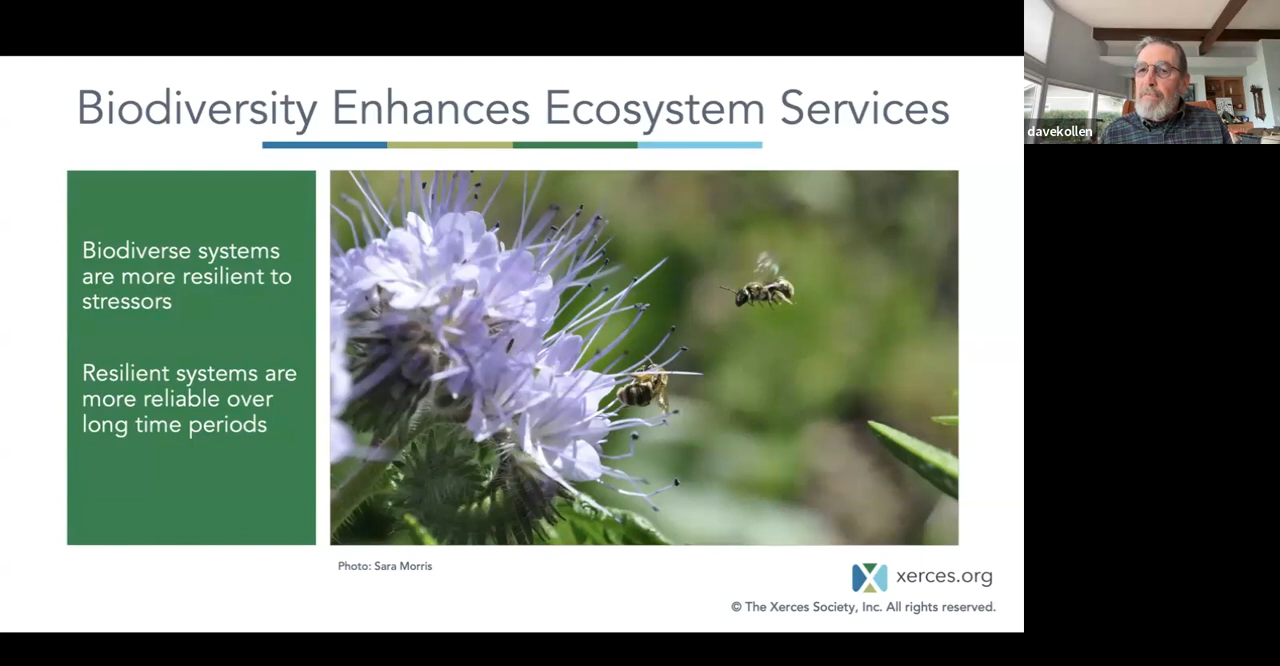 Biodiversity Enhances Ecosystem Services
Biodiverse systems
are more resilient to
stressors
Resilient systems are
more reliable over
long time periods
Photo: Sara Morris
xerces.org
© The Xerces Society, Inc. All rights reserved.
davekollen